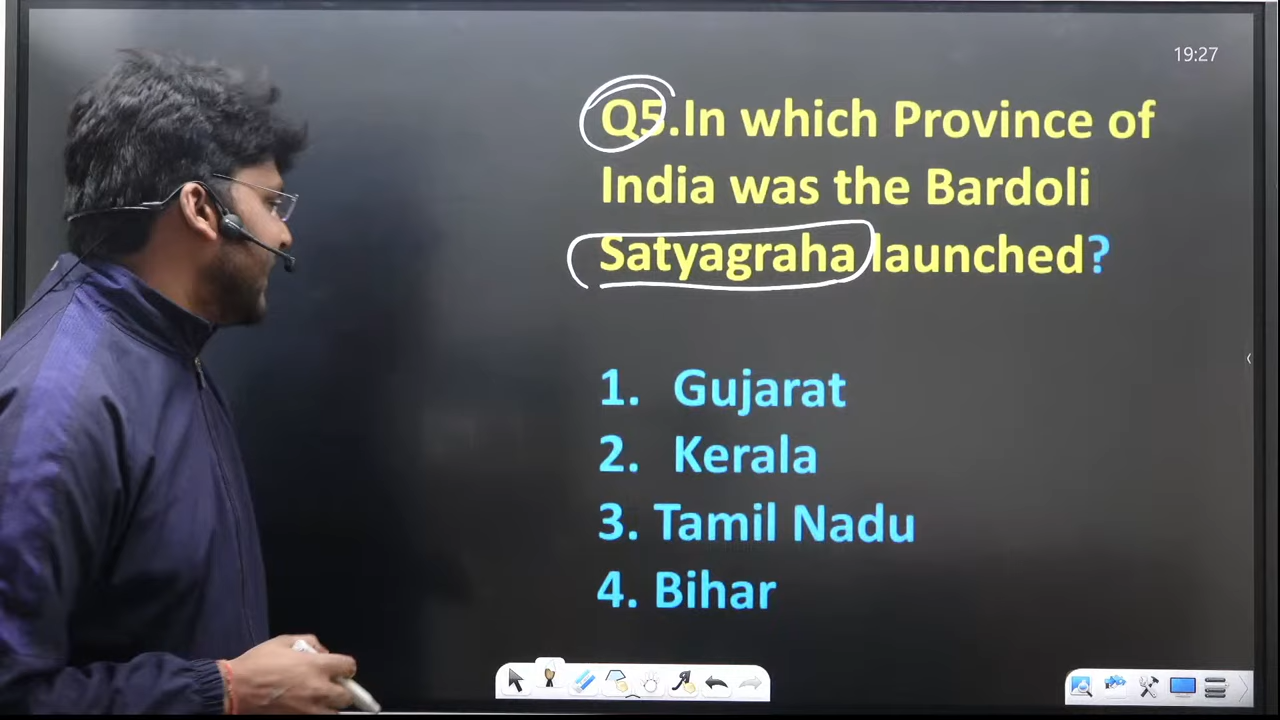 19:27
Q5.In which Province of
India was the Bardoli
Satyagraha launched?
1. Gujarat
2. Kerala
3. Tamil Nadu
4. Bihar